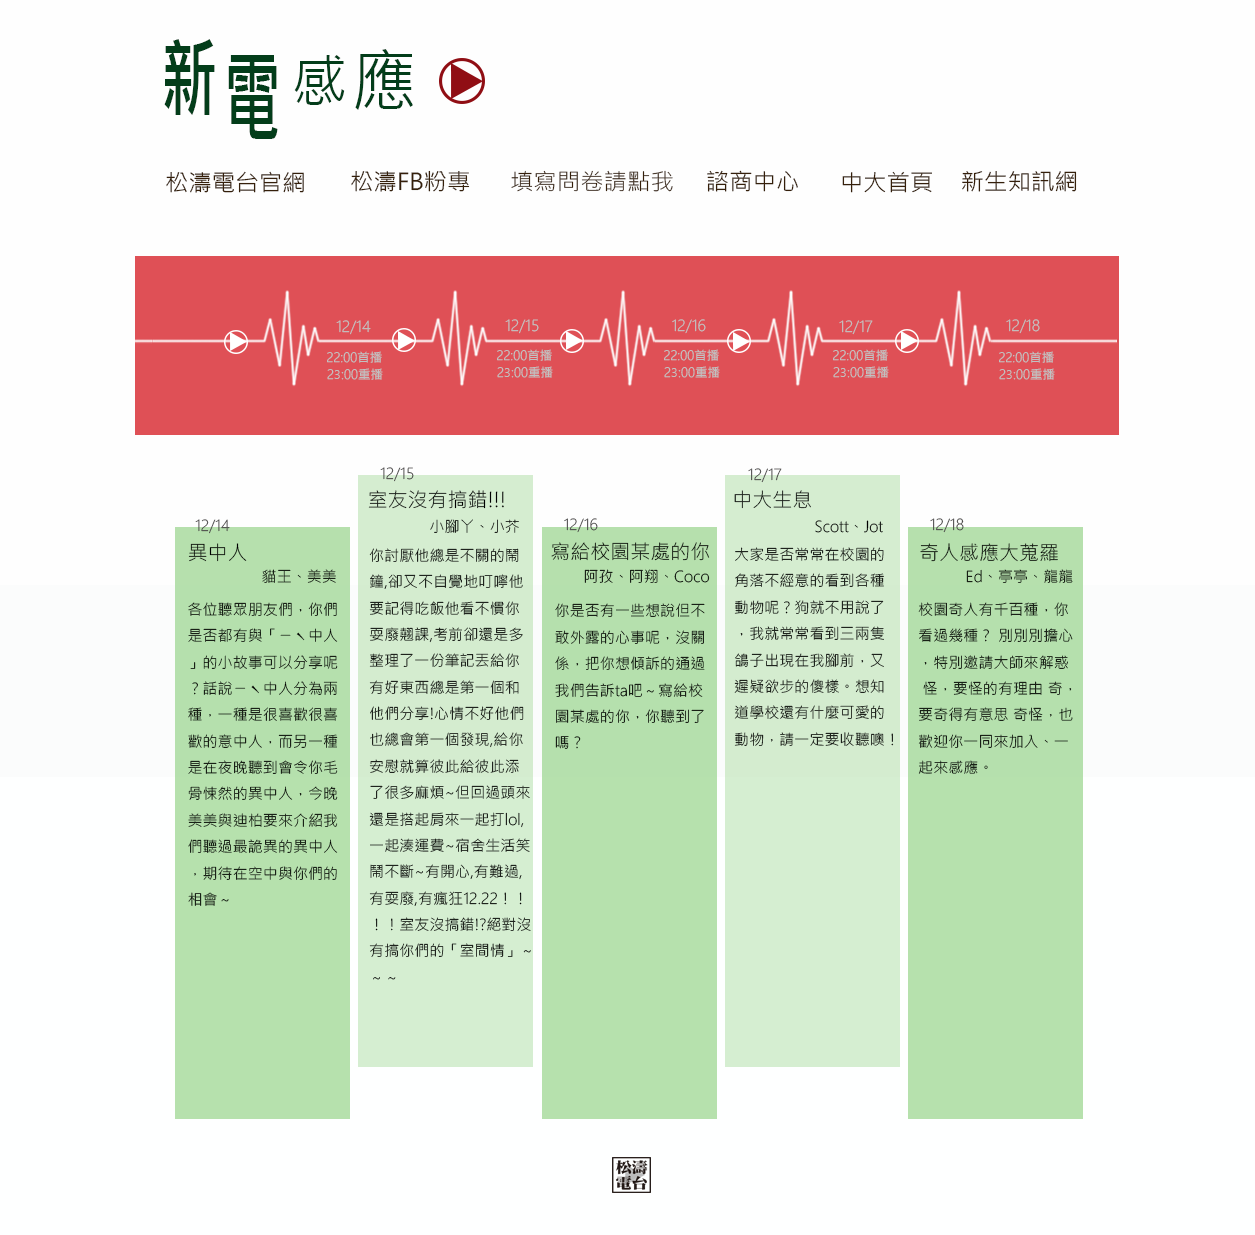 新電感應
松濤電台官網 松濤FB粉專 填寫問卷請點我 諮商中心 中大首頁 新生知訊網
12/14
22:00首播
23:00重播
12/15
22:00首播
23:00重播
12/16
22:00首播
23:00重播
12/17
22:00首播
23:00重播
12/18
22:00首播
23:00重播
12/14
異中人
貓王、美美
各位聽眾朋友們，你們
是否都有與「ㄧㄟ中人
」的小故事可以分享呢
？話說ㄧㄟ中人分為兩
種，一種是很喜歡很喜
歡的意中人，而另一種
是在夜晚聽到會令你毛
骨悚然的異中人，今晚
美美與迪柏要來介紹我
們聽過最詭異的異中人
，期待在空中與你們的
相會～
12/15
室友沒有搞錯!!!
小腳丫、小芥
你討厭他總是不關的鬧
鐘,卻又不自覺地叮嚀他
要記得吃飯他看不慣你
耍廢翹課,考前卻還是多
整理了一份筆記丟給你
有好東西總是第一個和
他們分享!心情不好他們
也總會第一個發現,給你
安慰就算彼此給彼此添
了很多麻煩~但回過頭來
還是搭起肩來一起打lol,
一起湊運費~宿舍生活笑
鬧不斷~有開心,有難過,
有耍廢,有瘋狂12.22！！
！！室友沒搞錯!?絕對沒
有搞你們的「室間情」～
～～
12/16
寫給校園某處的你
阿孜、阿翔、Coco
你是否有一些想說但不
敢外露的心事呢，沒關
係，把你想傾訴的通過
我們告訴ta吧～寫給校
園某處的你，你聽到了
嗎？
12/17
中大生息
Scott、Jot
大家是否常常在校園的
角落不經意的看到各種
動物呢？狗就不用說了
，我就常常看到三兩隻
鴿子出現在我腳前，又
遲疑欲步的傻樣。想知
道學校還有什麼可愛的
動物，請一定要收聽噢！
12/18
奇人感應大蒐羅
Ed、亭亭、龍龍
校園奇人有千百種，你
看過幾種？ 別別別擔心
，特別邀請大師來解惑
怪，要怪的有理由 奇，
要奇得有意思 奇怪，也
歡迎你一同來加入、一
起來感應。
松濤
電台